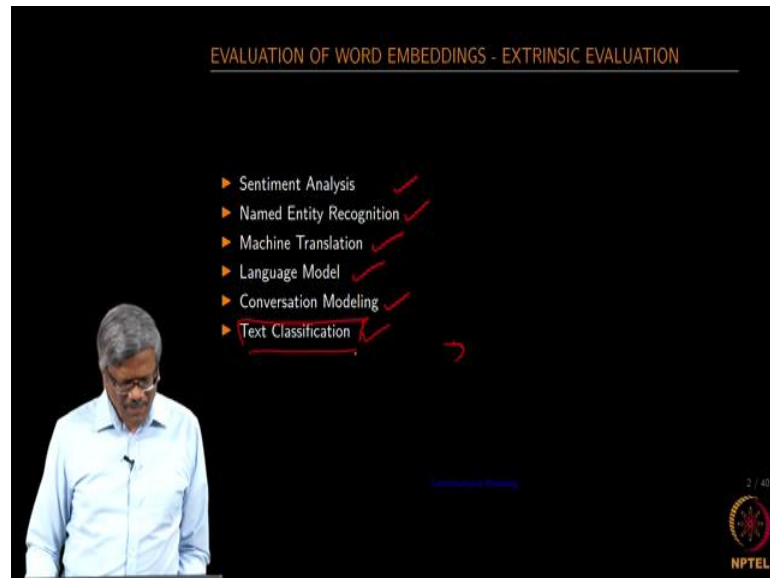 EVALUATION OF WORD EMBEDDINGS - EXTRINSIC EVALUATION
Sentiment Analysis
Named Entity Recognition
Machine Translation
Language Model
Conversation Modeling
Text Classification
2 / 40
NPTEL